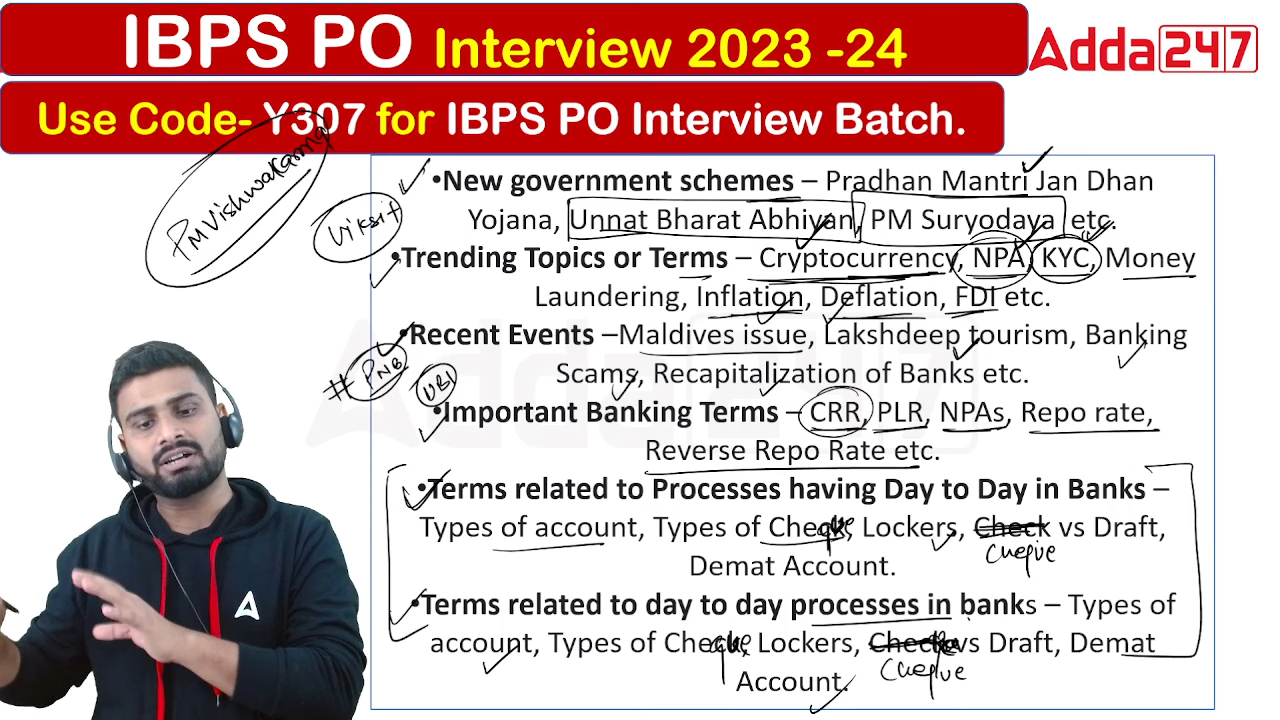 IBPS PO Interview 2023 -24
Adda247
Use Code- Y307 for IBPS PO Interview Batch.
PM Vishwakarma
Viksit
•New government schemes – Pradhan Mantri Jan Dhan
Yojana, Unnat Bharat Abhiyan, PM Suryodaya etc.
•Trending Topics or Terms – Cryptocurrency, NPA, KYC, Money
Laundering, Inflation, Deflation, FDI etc.
•Recent Events –Maldives issue, Lakshdeep tourism, Banking
Scams, Recapitalization of Banks etc.
# PNB
UBI
•Important Banking Terms – CRR, PLR, NPAs, Repo rate,
Reverse Repo Rate etc.
•Terms related to Processes having Day to Day in Banks –
Types of account, Types of Cheque, Lockers, Check vs Draft,
Cheque
Demat Account.
•Terms related to day to day processes in banks – Types of
account, Types of Cheque, Lockers, Check vs Draft, Demat
Cheque
Account.